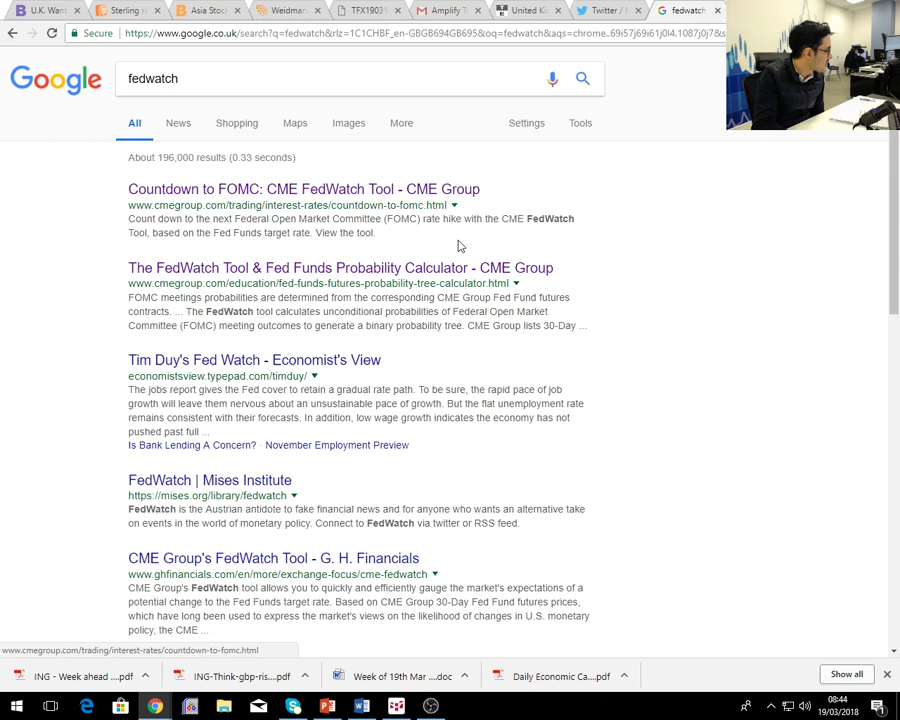 U.K. Want
Sterling r
Asia Stoc
Weidman
TFX19031
Amplify T
United Ki
Twitter /
fedwatch
Secure
https://www.google.co.uk/search?q=fedwatch&rlz=1C1CHBF_en-GBGB694GB695&oq=fedwatch&aqs=chrome..69i57j69i61j0l4.1087j0j7&s
Google
fedwatch
All News Shopping Maps Images More Settings Tools
About 196,000 results (0.33 seconds)
Countdown to FOMC: CME FedWatch Tool - CME Group
www.cmegroup.com/trading/interest-rates/countdown-to-fomc.html
Count down to the next Federal Open Market Committee (FOMC) rate hike with the CME FedWatch
Tool, based on the Fed Funds target rate. View the tool.
The FedWatch Tool & Fed Funds Probability Calculator - CME Group
www.cmegroup.com/education/fed-funds-futures-probability-tree-calculator.html
FOMC meetings probabilities are determined from the corresponding CME Group Fed Fund futures
contracts. ... The FedWatch tool calculates unconditional probabilities of Federal Open Market
Committee (FOMC) meeting outcomes to generate a binary probability tree. CME Group lists 30-Day ...
Tim Duy's Fed Watch - Economist's View
economistsview.typepad.com/timduy/
The jobs report gives the Fed cover to retain a gradual rate path. To be sure, the rapid pace of job
growth will leave them nervous about an unsustainable pace of growth. But the flat unemployment rate
remains consistent with their forecasts. In addition, low wage growth indicates the economy has not
pushed past full ...
Is Bank Lending A Concern? · November Employment Preview
FedWatch | Mises Institute
https://mises.org/library/fedwatch
FedWatch is the Austrian antidote to fake financial news and for anyone who wants an alternative take
on events in the world of monetary policy. Connect to FedWatch via twitter or RSS feed.
CME Group's FedWatch Tool - G. H. Financials
www.ghfinancials.com/en/more/exchange-focus/cme-fedwatch
CME Group's FedWatch tool allows you to quickly and efficiently gauge the market's expectations of a
potential change to the Fed Funds target rate. Based on CME Group 30-Day Fed Fund futures prices,
which have long been used to express the market's views on the likelihood of changes in U.S. monetary
policy, the CME ...
www.cmegroup.com/trading/interest-rates/countdown-to-fomc.html
ING - Week ahead ....pdf
ING-Think-gbp-ris....pdf
Week of 19th Mar ....doc
Daily Economic Ca....pdf
Show all
08:44
19/03/2018